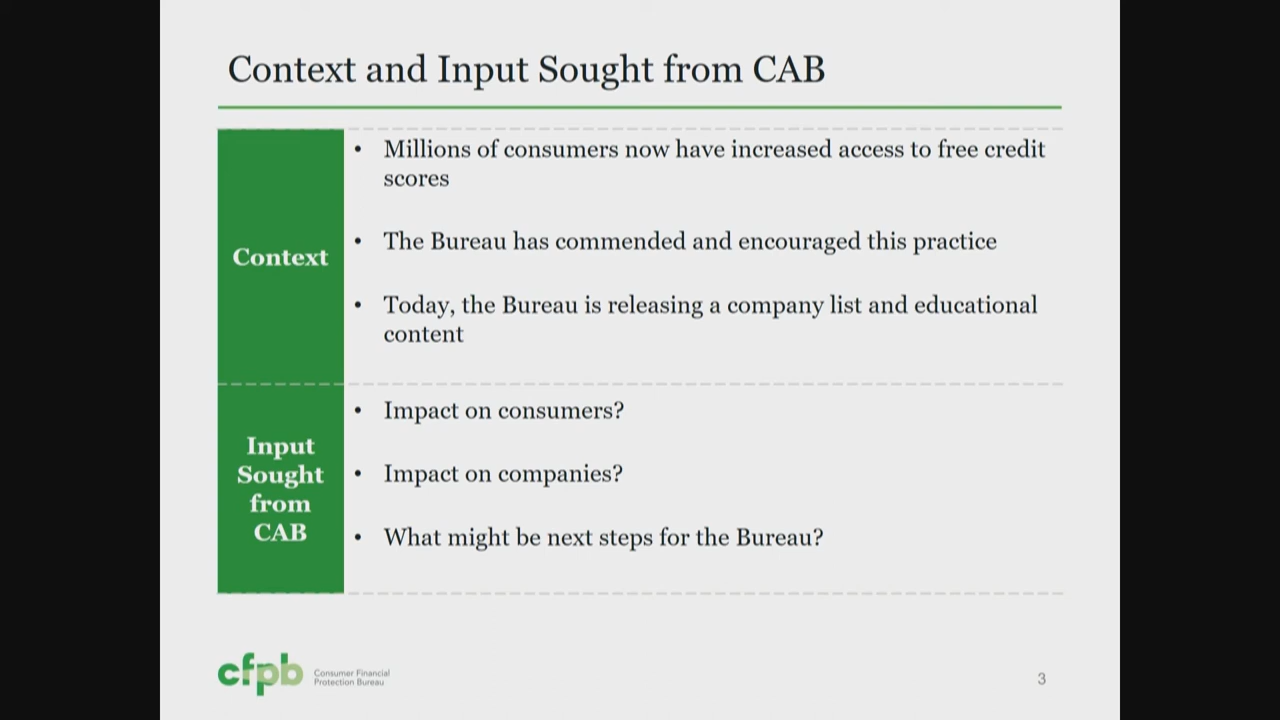 Context and Input Sought from CAB
Context
• Millions of consumers now have increased access to free credit
scores
• The Bureau has commended and encouraged this practice
• Today, the Bureau is releasing a company list and educational
content
Input
Sought
from
CAB
• Impact on consumers?
• Impact on companies?
• What might be next steps for the Bureau?
cfpb
Consumer Financial
Protection Bureau
3